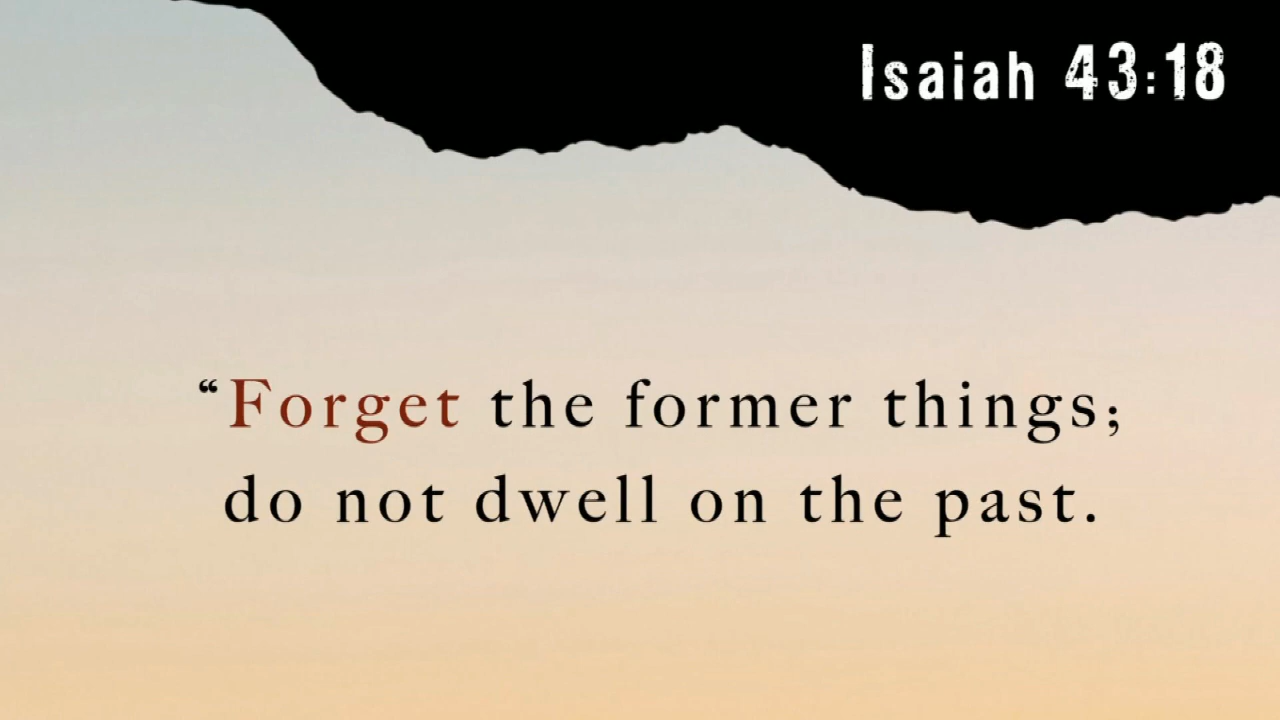 Isaiah 43:18
“Forget the former things;
do not dwell on the past.